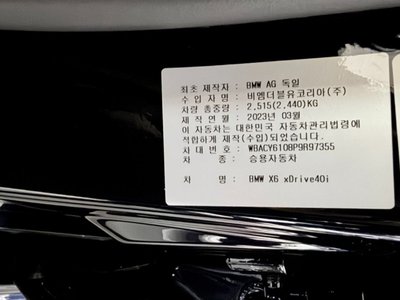 최초 제작자 : BMW AG 독일
수 입 자 명 : 비엠더블유코리아(주)
차량 총중량 : 2,515(2,440)KG
제 작 연 월 : 2023년 03월
이 자동차는 대한민국 자동차관리법령에
적합하게 제작(수입)되었습니다.
차 대 번 호 : WBACY6108P9R97355
차 종 : 승용자동차
차 명 : BMW X6 xDrive40i